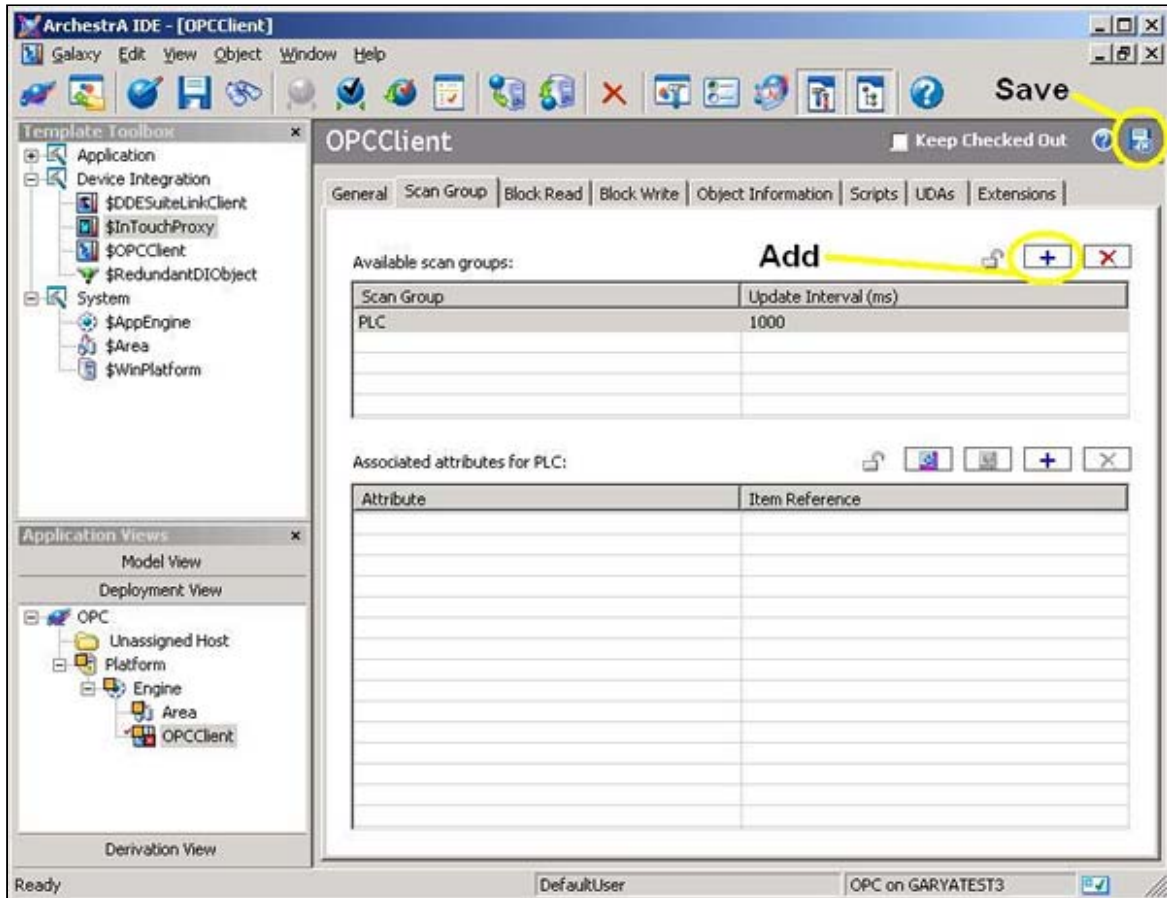 ArchestrA IDE - [OPCClient]
Galaxy Edit View Object Window Help
Save
Template Toolbox
Application
Device Integration
$DDESuiteLinkClient
$InTouchProxy
$OPCClient
$RedundantDIObject
System
$AppEngine
$Area
$WinPlatform
Application Views
Model View
Deployment View
OPC
Unassigned Host
Platform
Engine
Area
OPCClient
Derivation View
OPCClient
Keep Checked Out
General Scan Group Block Read Block Write Object Information Scripts UDAs Extensions
Available scan groups:
Add
Scan Group Update Interval (ms)
PLC 1000
Associated attributes for PLC:
Attribute Item Reference
Ready DefaultUser OPC on GARYATEST3